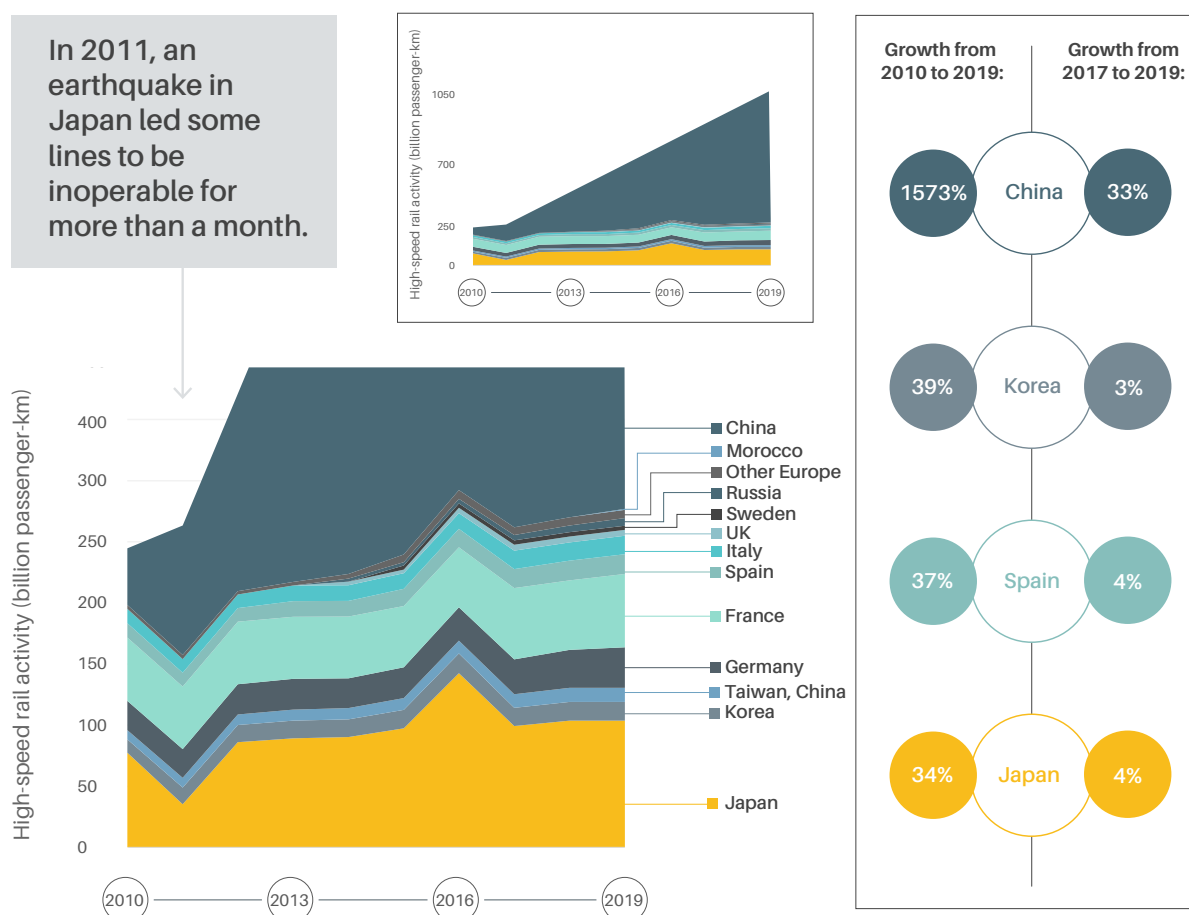 In 2011, an
earthquake in
Japan led some
lines to be
inoperable for
more than a month.
High-speed rail activity (billion passenger-km)
1050
700
250
0
2010
2013
2016
2019
Growth from
2010 to 2019:
Growth from
2017 to 2019:
1573%
China
33%
39%
Korea
3%
37%
Spain
4%
34%
Japan
4%
High-speed rail activity (billion passenger-km)
400
300
250
200
150
100
50
0
2010
2013
2016
2019
China
Morocco
Other Europe
Russia
Sweden
UK
Italy
Spain
France
Germany
Taiwan, China
Korea
Japan